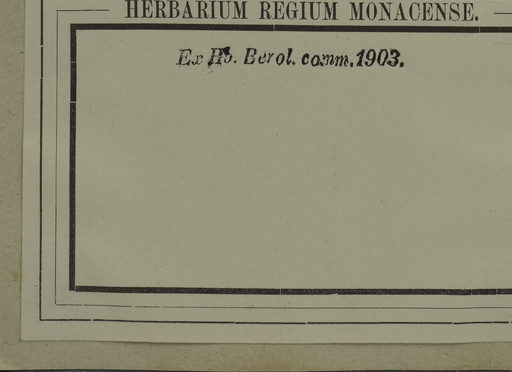 HERBARIUM REGIUM MONACENSE.
Ex Hb. Berol. comm. 1903.